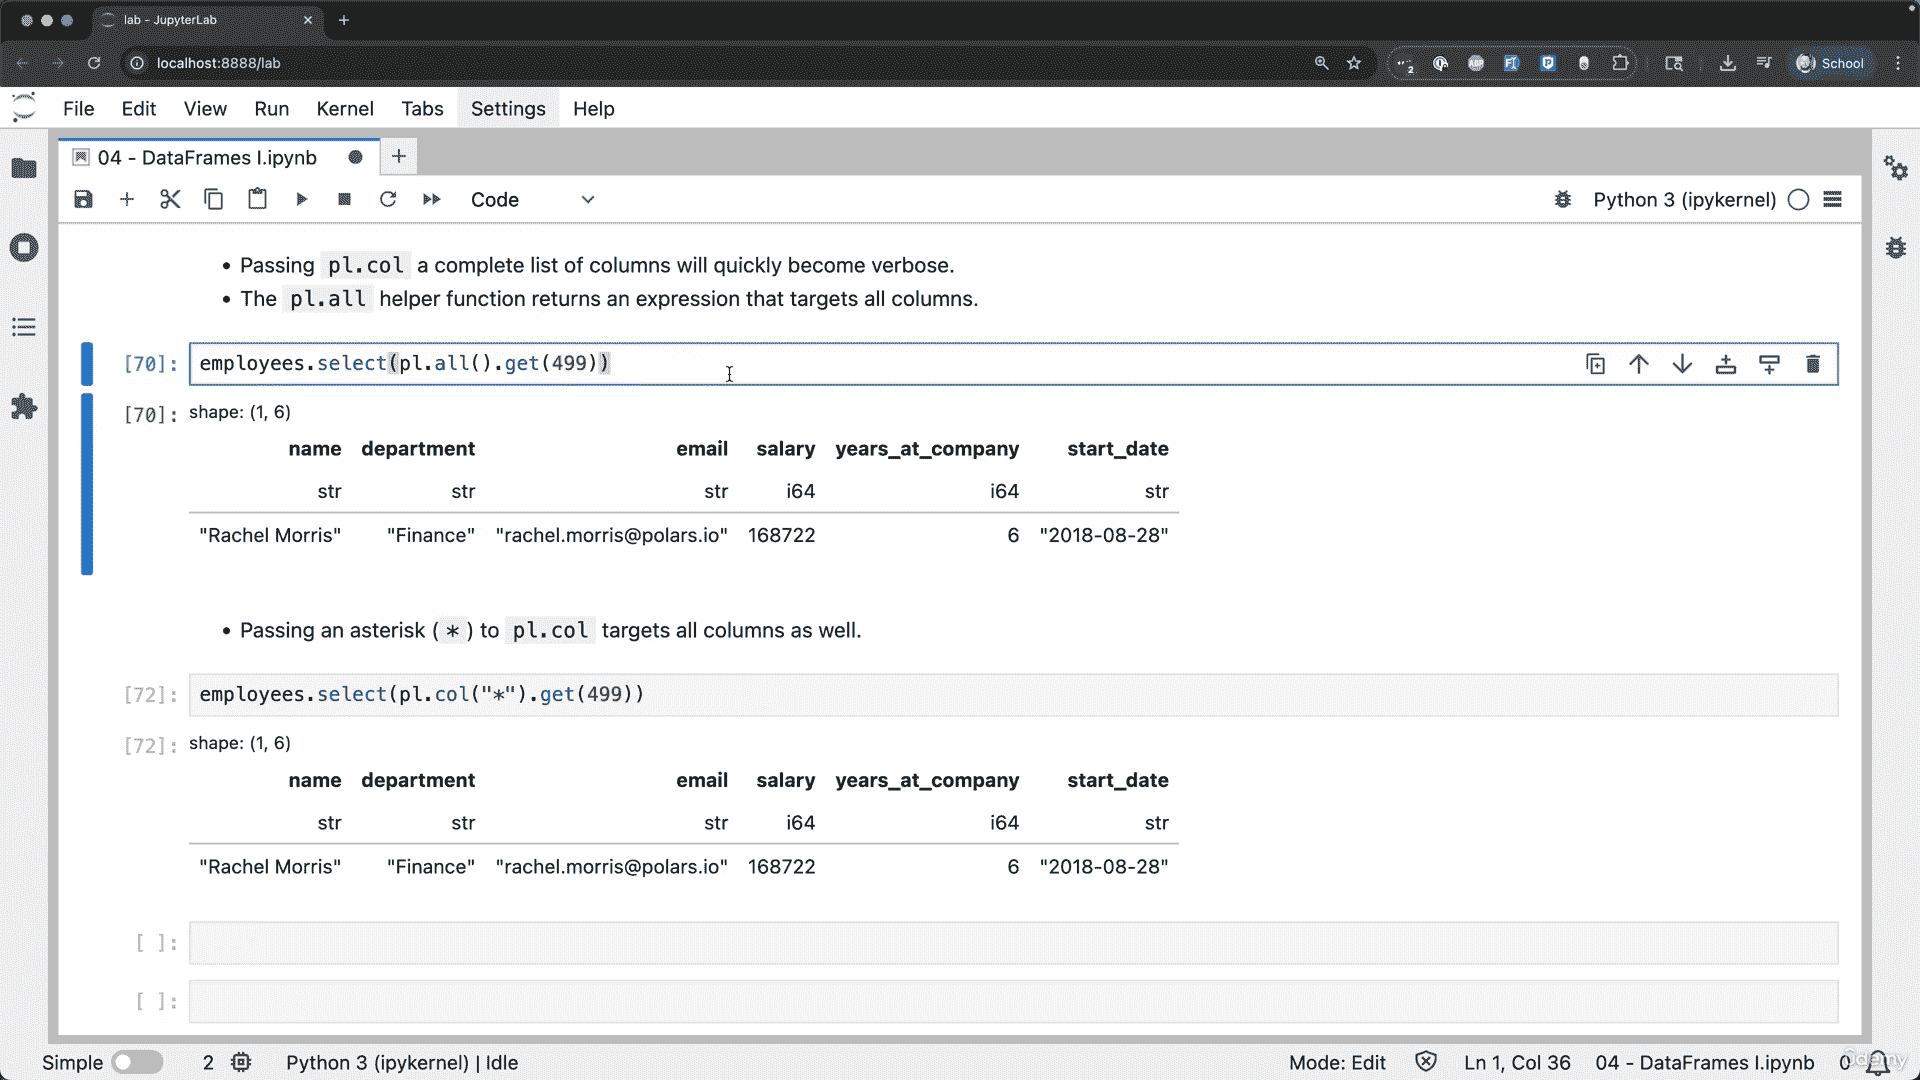 lab - JupyterLab
localhost:8888/lab
2
ABP
School
File Edit View Run Kernel Tabs Settings Help
04 - DataFrames I.ipynb
Code
Python 3 (ipykernel)
• Passing pl.col a complete list of columns will quickly become verbose.
• The pl.all helper function returns an expression that targets all columns.
[70]: employees.select(pl.all().get(499))
[70]: shape: (1, 6)
name department email salary years_at_company start_date
str str str i64 i64 str
"Rachel Morris" "Finance" "rachel.morris@polars.io" 168722 6 "2018-08-28"
• Passing an asterisk ( * ) to pl.col targets all columns as well.
[72]: employees.select(pl.col("*").get(499))
[72]: shape: (1, 6)
name department email salary years_at_company start_date
str str str i64 i64 str
"Rachel Morris" "Finance" "rachel.morris@polars.io" 168722 6 "2018-08-28"
[ ]:
[ ]:
Simple 2 Python 3 (ipykernel) | Idle Mode: Edit Ln 1, Col 36 04 - DataFrames I.ipynb 0
Udemy